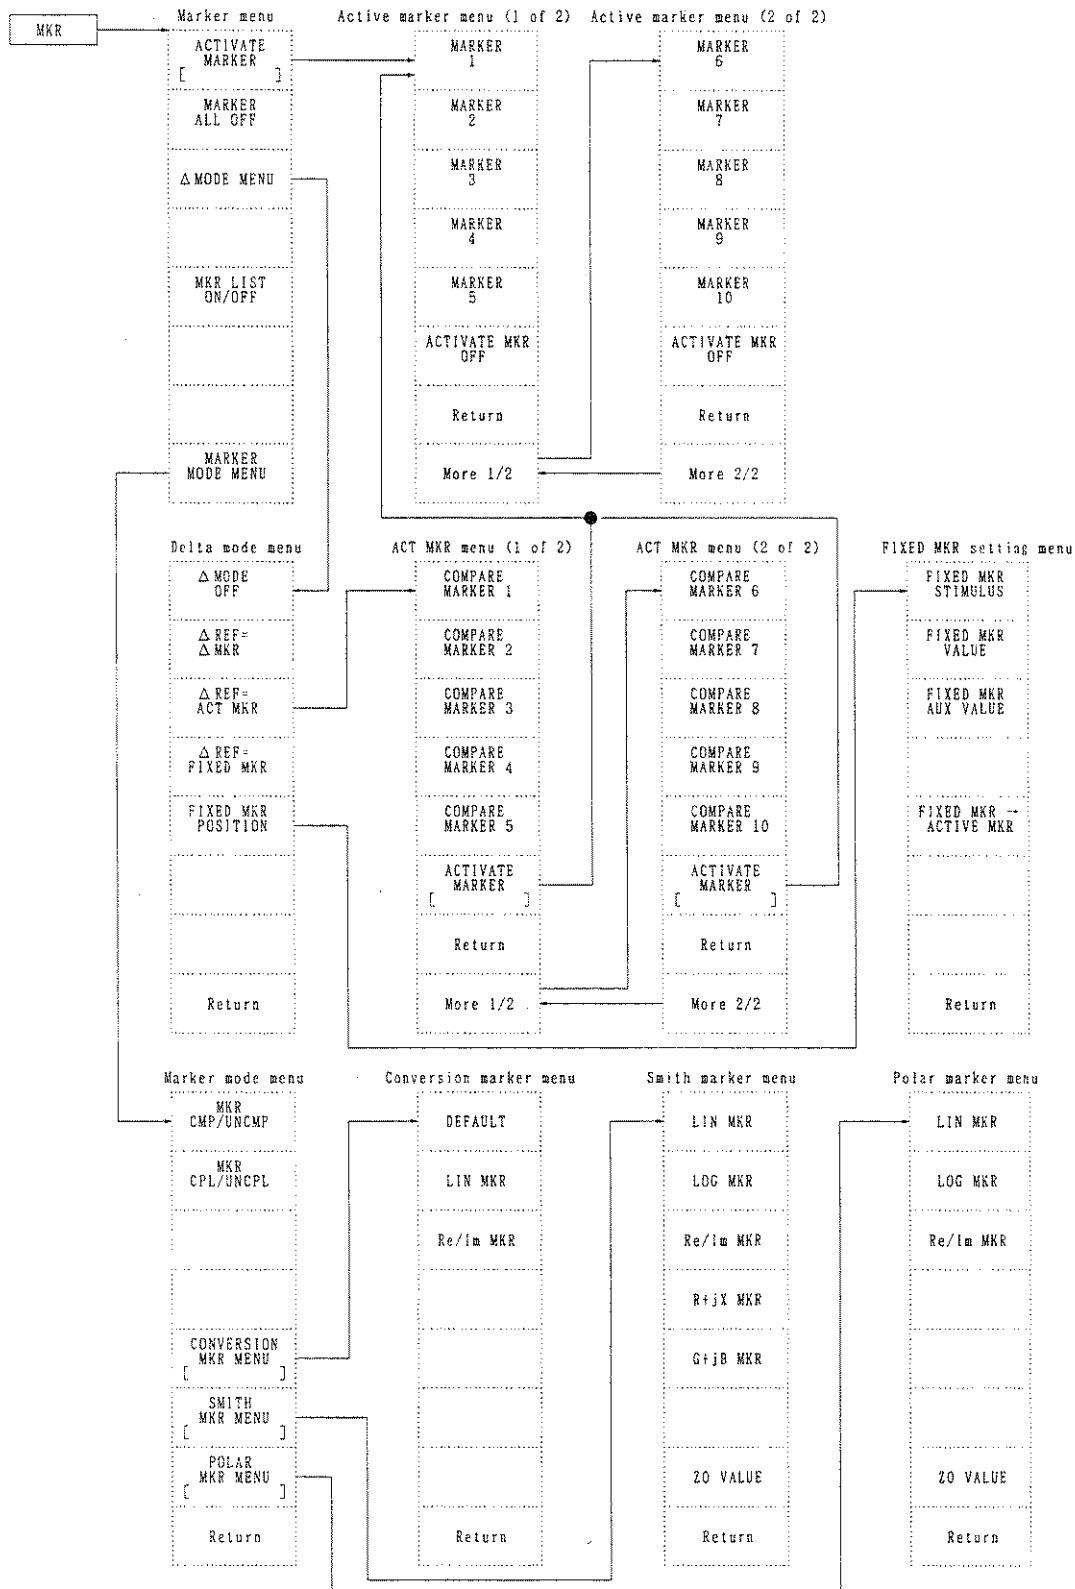 MKR
Marker menu
ACTIVATE
MARKER
[ ]
MARKER
ALL OFF
△ MODE MENU
MKR LIST
ON/OFF
MARKER
MODE MENU
Active marker menu (1 of 2)
MARKER
1
MARKER
2
MARKER
3
MARKER
4
MARKER
5
ACTIVATE MKR
OFF
Return
More 1/2
Active marker menu (2 of 2)
MARKER
6
MARKER
7
MARKER
8
MARKER
9
MARKER
10
ACTIVATE MKR
OFF
Return
More 2/2
Delta mode menu
△ MODE
OFF
△ REF=
△ MKR
△ REF=
ACT MKR
△ REF=
FIXED MKR
FIXED MKR
POSITION
Return
ACT MKR menu (1 of 2)
COMPARE
MARKER 1
COMPARE
MARKER 2
COMPARE
MARKER 3
COMPARE
MARKER 4
COMPARE
MARKER 5
ACTIVATE
MARKER
[ ]
Return
More 1/2
ACT MKR menu (2 of 2)
COMPARE
MARKER 6
COMPARE
MARKER 7
COMPARE
MARKER 8
COMPARE
MARKER 9
COMPARE
MARKER 10
ACTIVATE
MARKER
[ ]
Return
More 2/2
FIXED MKR setting menu
FIXED MKR
STIMULUS
FIXED MKR
VALUE
FIXED MKR
AUX VALUE
FIXED MKR →
ACTIVE MKR
Return
Marker mode menu
MKR
CMP/UNCMP
MKR
CPL/UNCPL
CONVERSION
MKR MENU
[ ]
SMITH
MKR MENU
[ ]
POLAR
MKR MENU
[ ]
Return
Conversion marker menu
DEFAULT
LIN MKR
Re/Im MKR
Return
Smith marker menu
LIN MKR
LOG MKR
Re/Im MKR
R+jX MKR
G+jB MKR
Z0 VALUE
Return
Polar marker menu
LIN MKR
LOG MKR
Re/Im MKR
Z0 VALUE
Return